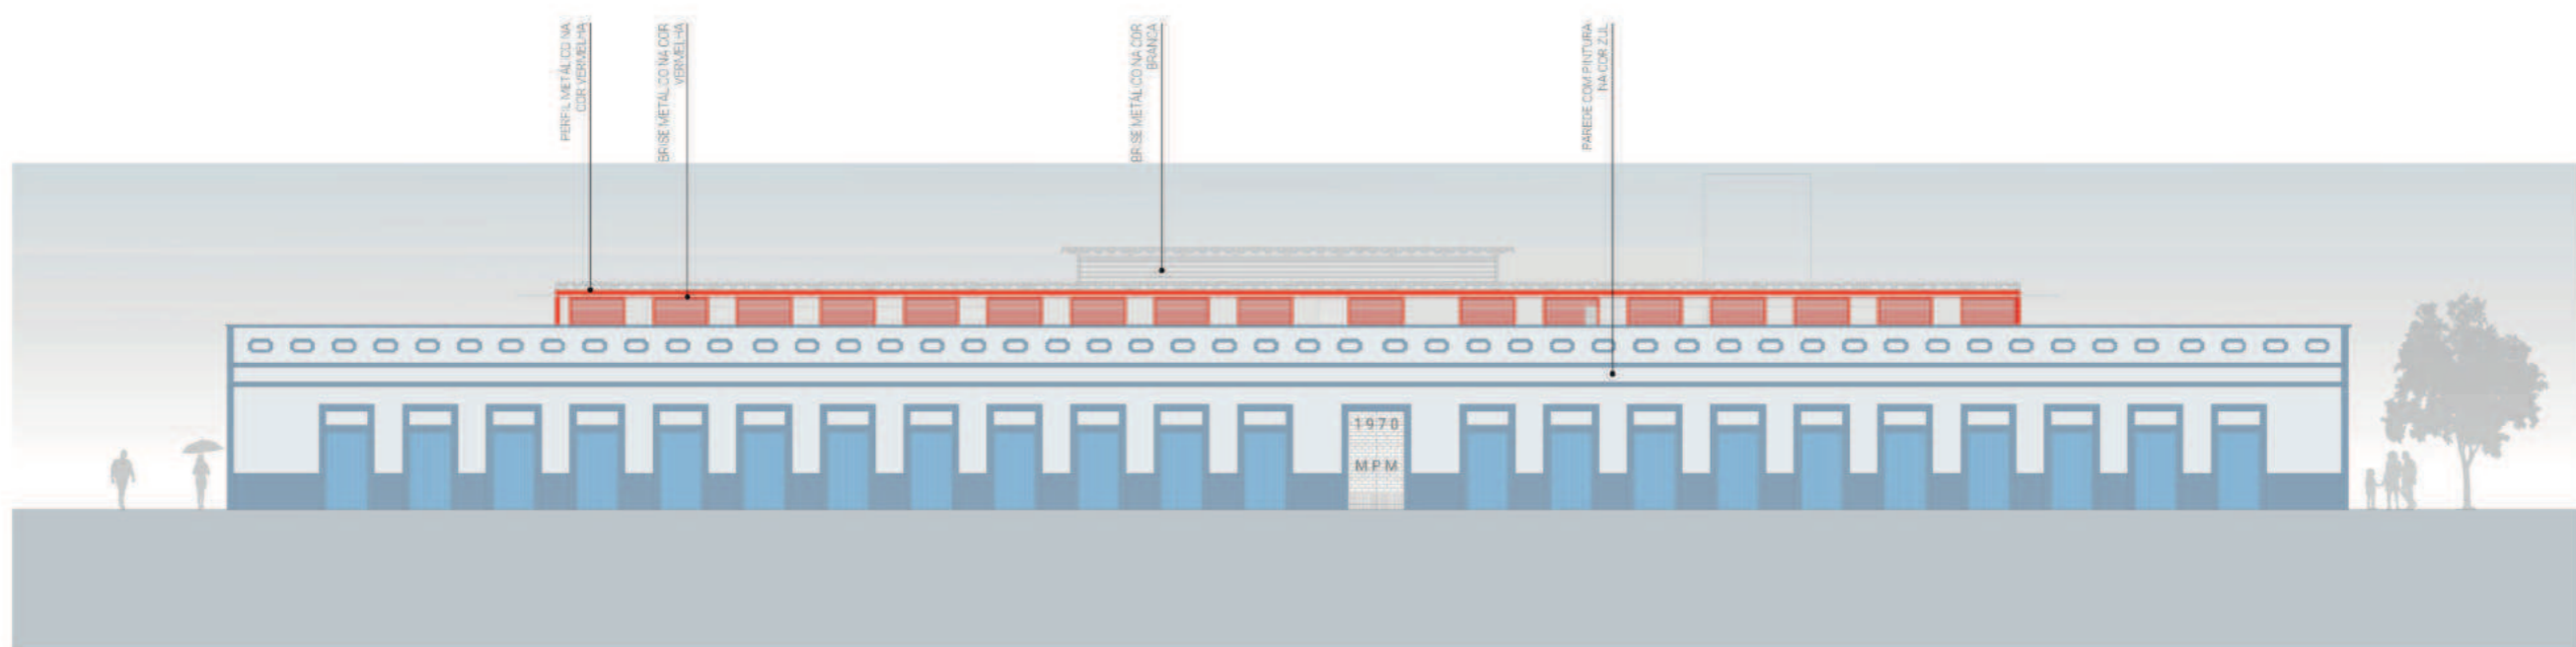 PERFIL METÁLICO NA
COR VERMELHA
BRISE METÁLICO NA COR
VERMELHA
BRISE METÁLICO NA COR
BRANCA
PAREDE COM PINTURA
NA COR ZUL
1970
MPM